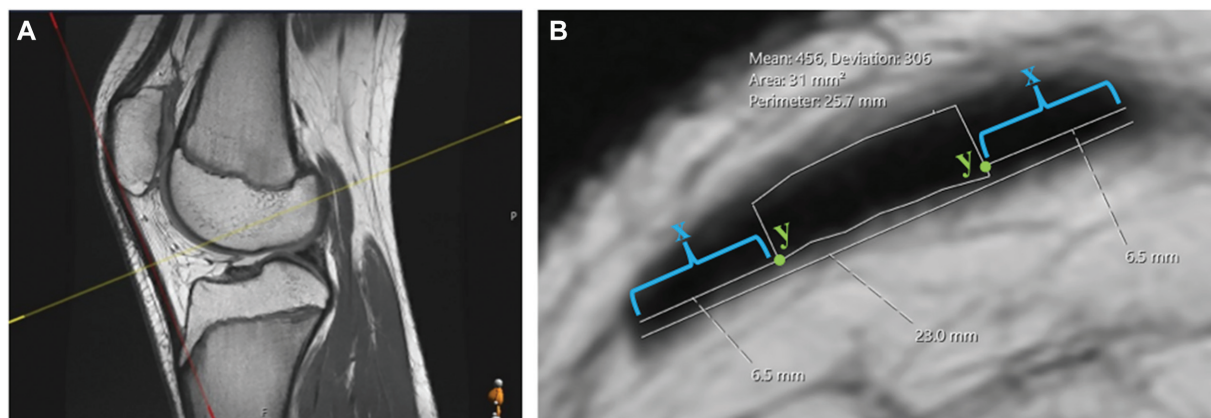 A
P
F
B
Mean: 456, Deviation: 306
Area: 31 mm²
Perimeter: 25.7 mm
x
y
x
y
6.5 mm
23.0 mm
6.5 mm